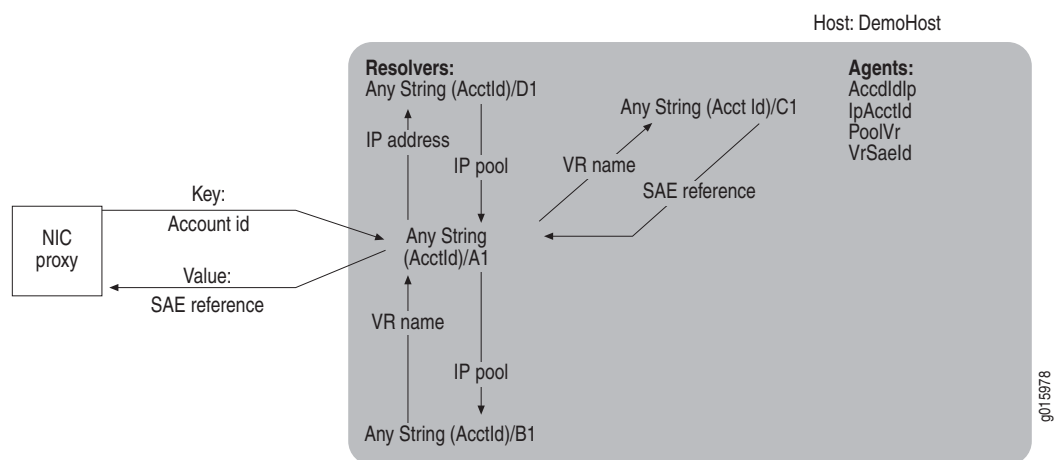 Host: DemoHost
Resolvers:
Any String (AcctId)/D1
Agents:
AccdIdIp
IpAcctId
PoolVr
VrSaeId
Any String (Acct Id)/C1
IP address
IP pool
VR name
SAE reference
Key:
Account id
NIC
proxy
Any String
(AcctId)/A1
Value:
SAE reference
VR name
IP pool
Any String (AcctId)/B1
g015978